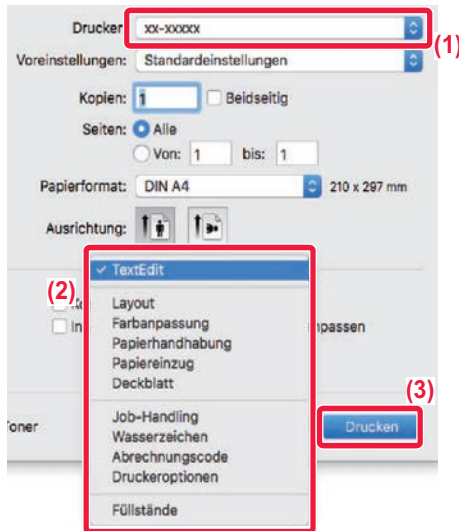 Drucker xx-xxxxx
(1)
Voreinstellungen: Standardeinstellungen
Kopien: 1 Beidseitig
Seiten: Alle
Von: 1 bis: 1
Papierformat: DIN A4 210 x 297 mm
Ausrichtung:
✓ TextEdit
(2)
Layout
Farbanpassung
In npassen
Papierhandhabung
Papiereinzug
Deckblatt
(3)
Job-Handling
oner Drucken
Wasserzeichen
Abrechnungscode
Druckeroptionen
Füllstände